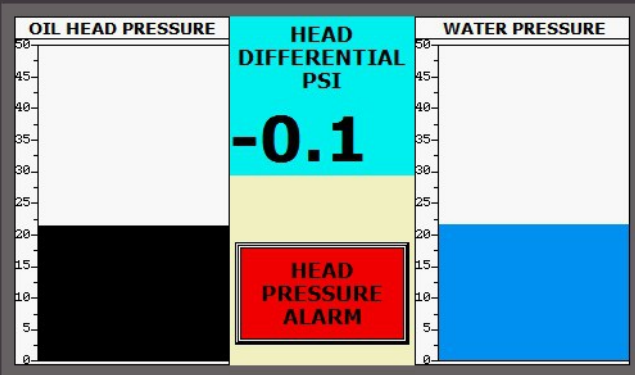 OIL HEAD PRESSURE
50
45
40
35
30
25
20
15
10
5
0
HEAD
DIFFERENTIAL
PSI
-0.1
HEAD
PRESSURE
ALARM
WATER PRESSURE
50
45
40
35
30
25
20
15
10
5
0